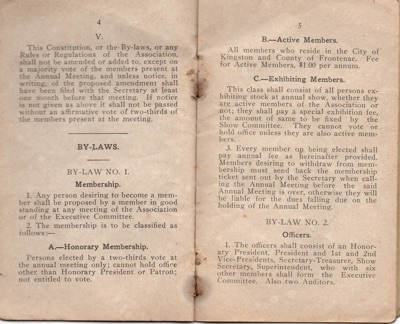 4
V.
This Constitution, or the By-laws, or any
Rules or Regulations of the Association,
shall not be amended or added to, except on
a majority vote of the members present at
the Annual Meeting, and unless notice, in
writing, of the proposed amendment shall
have been filed with the Secretary at least
one month before that meeting. If notice
is not given as above it shall not be passed
without an affirmative vote of two-thirds of
the members present at the meeting.
BY-LAWS.
BY-LAW NO. 1.
Membership.
1. Any person desiring to become a mem-
ber shall be proposed by a member in good
standing at any meeting of the Association
or of the Executive Committee.
2. The membership is to be classified as
follows:—
A.—Honorary Membership.
Persons elected by a two-thirds vote at
the annual meeting only; cannot hold office
other than Honorary President or Patron;
not entitled to vote.
5
B.—Active Members.
All members who reside in the City of
Kingston and County of Frontenac. Fee
for Active Members, $1.00 per annum.
C.—Exhibiting Members.
This class shall consist of all persons ex-
hibiting stock at annual show, whether they
are active members of the Association or
not; they shall pay a special exhibition fee,
the amount of same to be fixed by the
Show Committee. They cannot vote or
hold office unless they are also active mem-
bers.
3. Every member on being elected shall
pay annual fee as hereinafter provided.
Members desiring to withdraw from mem-
bership must send back the membership
ticket sent out by the Secretary when call-
ing the Annual Meeting before the said
Annual Meeting is over, otherwise they will
be liable for the dues falling due on the
holding of the Annual Meeting.
BY-LAW NO. 2.
Officers.
1. The officers shall consist of an Honor-
ary President, President and 1st and 2nd
Vice-Presidents, Secretary-Treasurer, Show
Secretary, Superintendent, who with six
other members shall form the Executive
Committee. Also two Auditors.